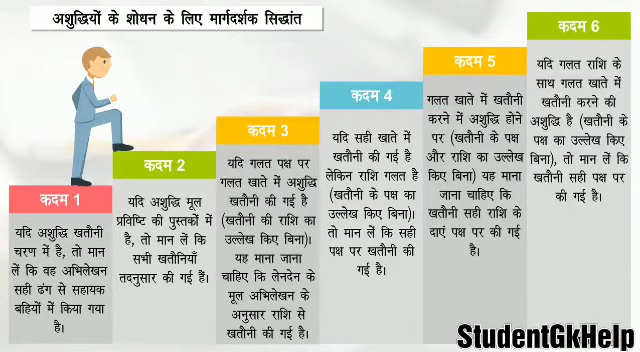 अशुद्धियों के शोधन के लिए मार्गदर्शक सिद्धांत
कदम 1
यदि अशुद्धि खतौनी
चरण में है, तो मान
लें कि वह अभिलेखन
सही ढंग से सहायक
बहियों में किया गया
है।
कदम 2
यदि अशुद्धि मूल
प्रविष्टि की पुस्तकों में
है, तो मान लें कि
सभी खतौनियाँ
तदनुसार की गई हैं।
कदम 3
यदि गलत पक्ष पर
गलत खाते में अशुद्धि
खतौनी की गई है
(खतौनी की राशि का
उल्लेख किए बिना)।
यह माना जाना
चाहिए कि लेनदेन के
मूल अभिलेखन के
अनुसार राशि से
खतौनी की गई है।
कदम 4
यदि सही खाते में
खतौनी की गई है
लेकिन राशि गलत है
(खतौनी के पक्ष का
उल्लेख किए बिना)।
तो मान लें कि सही
पक्ष पर खतौनी की
गई है।
कदम 5
गलत खाते में खतौनी
करने में अशुद्धि होने
पर (खतौनी के पक्ष
और राशि का उल्लेख
किए बिना) यह माना
जाना चाहिए कि
खतौनी सही राशि के
दाएं पक्ष पर की गई
है।
कदम 6
यदि गलत राशि के
साथ गलत खाते में
खतौनी करने की
अशुद्धि है (खतौनी के
पक्ष का उल्लेख किए
बिना), तो मान लें कि
खतौनी सही पक्ष पर
की गई है।
StudentGkHelp